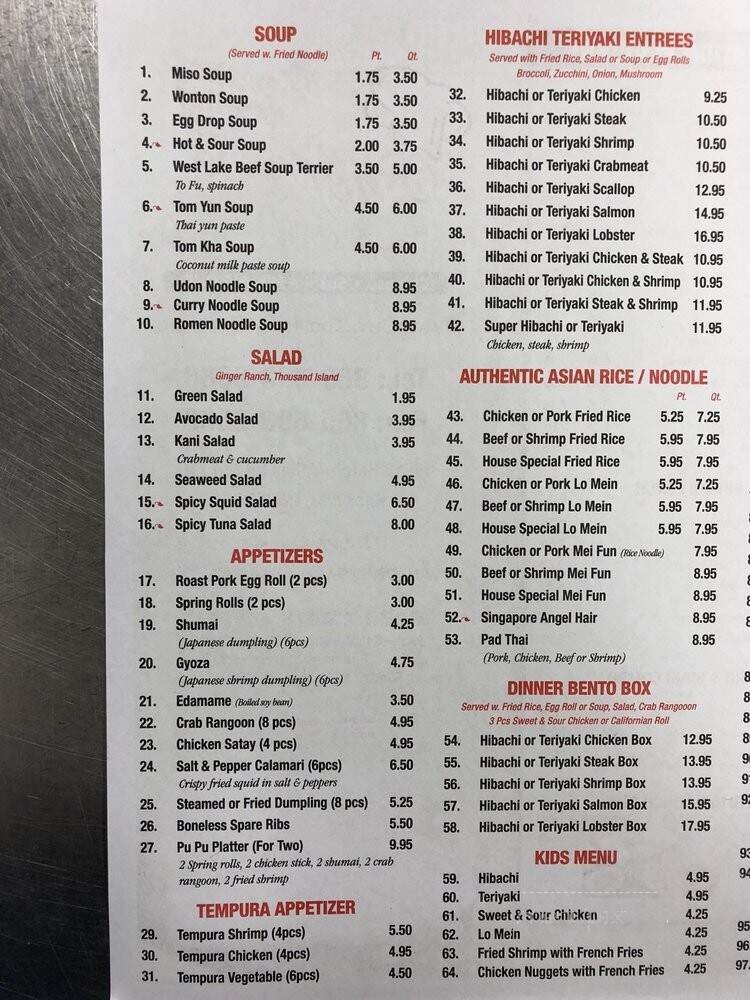 SOUP
(Served w. Fried Noodle) Pt. Qt.
1. Miso Soup 1.75 3.50
2. Wonton Soup 1.75 3.50
3. Egg Drop Soup 1.75 3.50
4. Hot & Sour Soup 2.00 3.75
5. West Lake Beef Soup Terrier 3.50 5.00
To Fu, spinach
6. Tom Yun Soup 4.50 6.00
Thai yun paste
7. Tom Kha Soup 4.50 6.00
Coconut milk paste soup
8. Udon Noodle Soup 8.95
9. Curry Noodle Soup 8.95
10. Romen Noodle Soup 8.95
SALAD
Ginger Ranch, Thousand Island
11. Green Salad 1.95
12. Avocado Salad 3.95
13. Kani Salad 3.95
Crabmeat & cucumber
14. Seaweed Salad 4.95
15. Spicy Squid Salad 6.50
16. Spicy Tuna Salad 8.00
APPETIZERS
17. Roast Pork Egg Roll (2 pcs) 3.00
18. Spring Rolls (2 pcs) 3.00
19. Shumai 4.25
(Japanese dumpling) (6pcs)
20. Gyoza 4.75
(Japanese shrimp dumpling) (6pcs)
21. Edamame (Boiled soy bean) 3.50
22. Crab Rangoon (8 pcs) 4.95
23. Chicken Satay (4 pcs) 4.95
24. Salt & Pepper Calamari (6pcs) 6.50
Crispy fried squid in salt & peppers
25. Steamed or Fried Dumpling (8 pcs) 5.25
26. Boneless Spare Ribs 5.50
27. Pu Pu Platter (For Two) 9.95
2 Spring rolls, 2 chicken stick, 2 shumai, 2 crab
rangoon, 2 fried shrimp
TEMPURA APPETIZER
29. Tempura Shrimp (4pcs) 5.50
30. Tempura Chicken (4pcs) 4.95
31. Tempura Vegetable (6pcs) 4.50
HIBACHI TERIYAKI ENTREES
Served with Fried Rice, Salad or Soup or Egg Rolls
Broccoli, Zucchini, Onion, Mushroom
32. Hibachi or Teriyaki Chicken 9.25
33. Hibachi or Teriyaki Steak 10.50
34. Hibachi or Teriyaki Shrimp 10.50
35. Hibachi or Teriyaki Crabmeat 10.50
36. Hibachi or Teriyaki Scallop 12.95
37. Hibachi or Teriyaki Salmon 14.95
38. Hibachi or Teriyaki Lobster 16.95
39. Hibachi or Teriyaki Chicken & Steak 10.95
40. Hibachi or Teriyaki Chicken & Shrimp 10.95
41. Hibachi or Teriyaki Steak & Shrimp 11.95
42. Super Hibachi or Teriyaki 11.95
Chicken, steak, shrimp
AUTHENTIC ASIAN RICE / NOODLE
Pt. Qt.
43. Chicken or Pork Fried Rice 5.25 7.25
44. Beef or Shrimp Fried Rice 5.95 7.95
45. House Special Fried Rice 5.95 7.95
46. Chicken or Pork Lo Mein 5.25 7.25
47. Beef or Shrimp Lo Mein 5.95 7.95
48. House Special Lo Mein 5.95 7.95
49. Chicken or Pork Mei Fun (Rice Noodle) 7.95
50. Beef or Shrimp Mei Fun 8.95
51. House Special Mei Fun 8.95
52. Singapore Angel Hair 8.95
53. Pad Thai 8.95
(Pork, Chicken, Beef or Shrimp)
DINNER BENTO BOX
Served w. Fried Rice, Egg Roll or Soup, Salad, Crab Rangooon
3 Pcs Sweet & Sour Chicken or Californian Roll
54. Hibachi or Teriyaki Chicken Box 12.95
55. Hibachi or Teriyaki Steak Box 13.95
56. Hibachi or Teriyaki Shrimp Box 13.95
57. Hibachi or Teriyaki Salmon Box 15.95
58. Hibachi or Teriyaki Lobster Box 17.95
KIDS MENU
59. Hibachi 4.95
60. Teriyaki 4.95
61. Sweet & Sour Chicken 4.25
62. Lo Mein 4.25
63. Fried Shrimp with French Fries 4.25
64. Chicken Nuggets with French Fries 4.95
93
94
95
96
97.